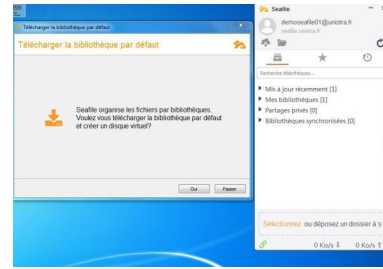 Télécharger la bibliothèque par défaut
Télécharger la bibliothèque par défaut
Seafile organise les fichiers par bibliothèques.
Voulez vous télécharger la bibliothèque par défaut
et créer un disque virtuel?
Oui
Passer
Seafile
demoseafile01@unistra.fr
seafile.unistra.fr
Recherche bibliothèques...
Mis à jour récemment [1]
Mes bibliothèques [1]
Partages privés [0]
Bibliothèques synchronisées [0]
Sélectionnez ou déposez un dossier à s
0 Ko/s
0 Ko/s